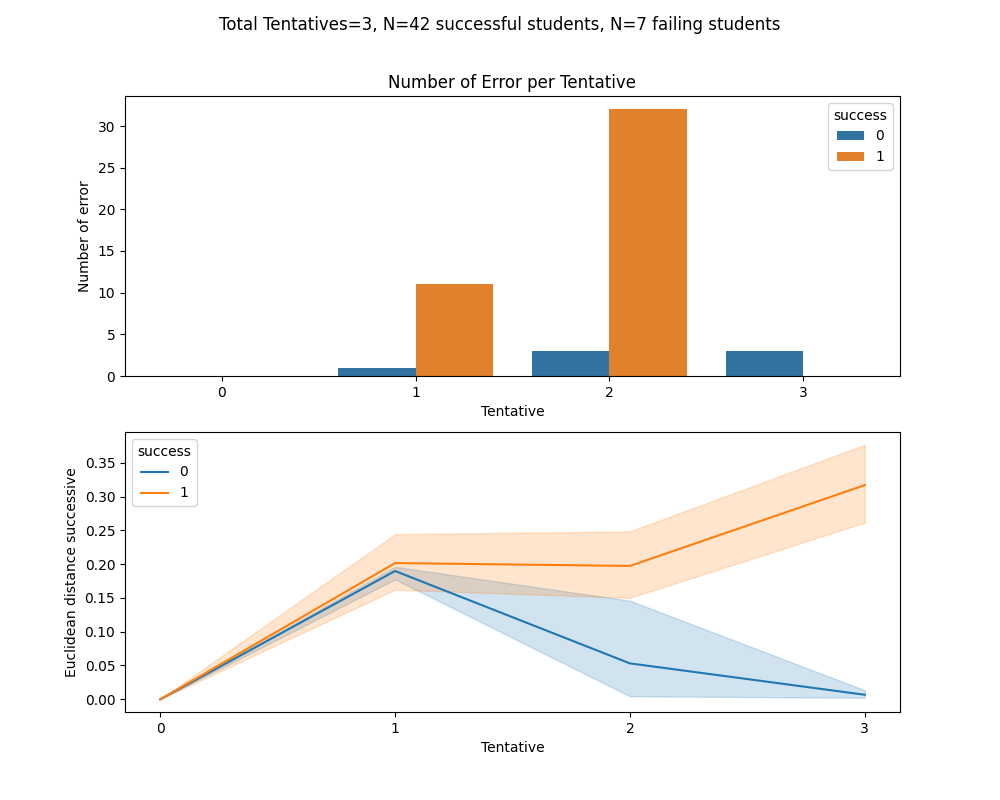 Total Tentatives=3, N=42 successful students, N=7 failing students
Number of Error per Tentative
Number of error
30
25
20
15
10
5
0
success
0
1
0 1 2 3
Tentative
Euclidean distance successive
0.35
0.30
0.25
0.20
0.15
0.10
0.05
0.00
success
0
1
0 1 2 3
Tentative